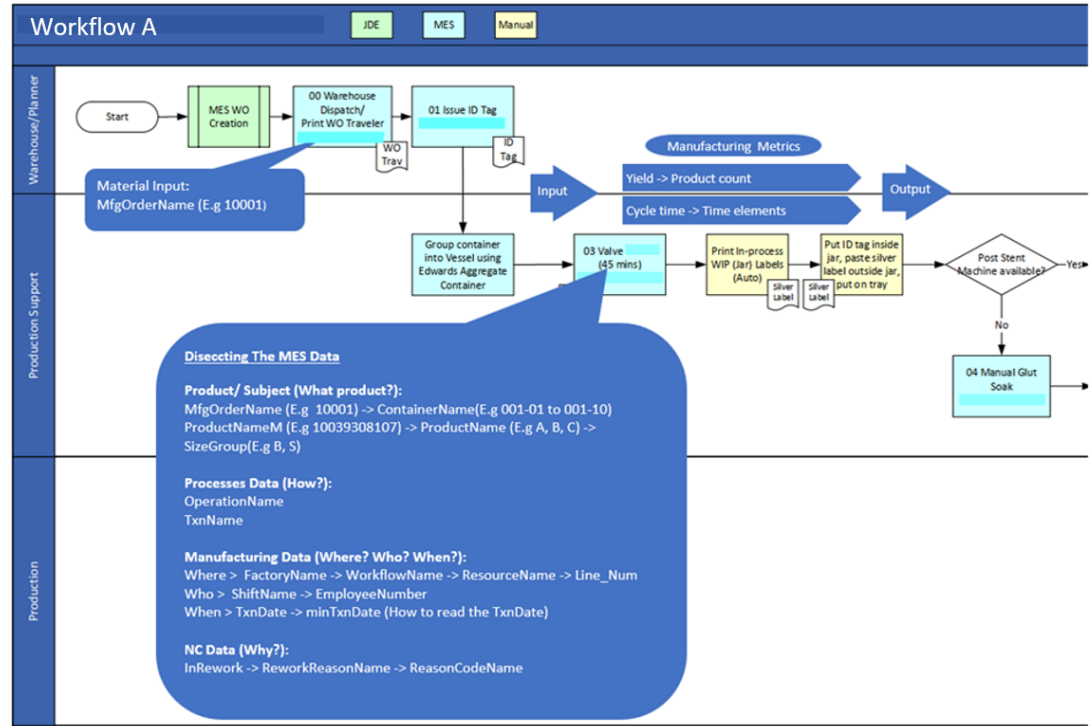 Workflow A
JDE
MES
Manual
Warehouse/Planner
Start
MES WO
Creation
00 Warehouse
Dispatch/
Print WO Traveler
WO
Trav
01 Issue ID Tag
ID
Tag
Material Input:
MfgOrderName (E.g 10001)
Manufacturing Metrics
Input
Yield -> Product count
Cycle time -> Time elements
Output
Production Support
Group container
into Vessel using
Edwards Aggregate
Container
03 Valve
(45 mins)
Print In-process
WIP (Jar) Labels
(Auto)
Silver
Label
Put ID tag inside
jar, paste silver
label outside jar,
put on tray
Silver
Label
Post Stent
Machine available?
Yes
No
04 Manual Glut
Soak
Production
Disecting The MES Data
Product/ Subject (What product?):
MfgOrderName (E.g 10001) -> ContainerName(E.g 001-01 to 001-10)
ProductNameM (E.g 10039308107) -> ProductName (E.g A, B, C) ->
SizeGroup(E.g B, S)
Processes Data (How?):
OperationName
TxnName
Manufacturing Data (Where? Who? When?):
Where > FactoryName -> WorkflowName -> ResourceName -> Line_Num
Who > ShiftName -> EmployeeNumber
When > TxnDate -> minTxnDate (How to read the TxnDate)
NC Data (Why?):
InRework -> ReworkReasonName -> ReasonCodeName